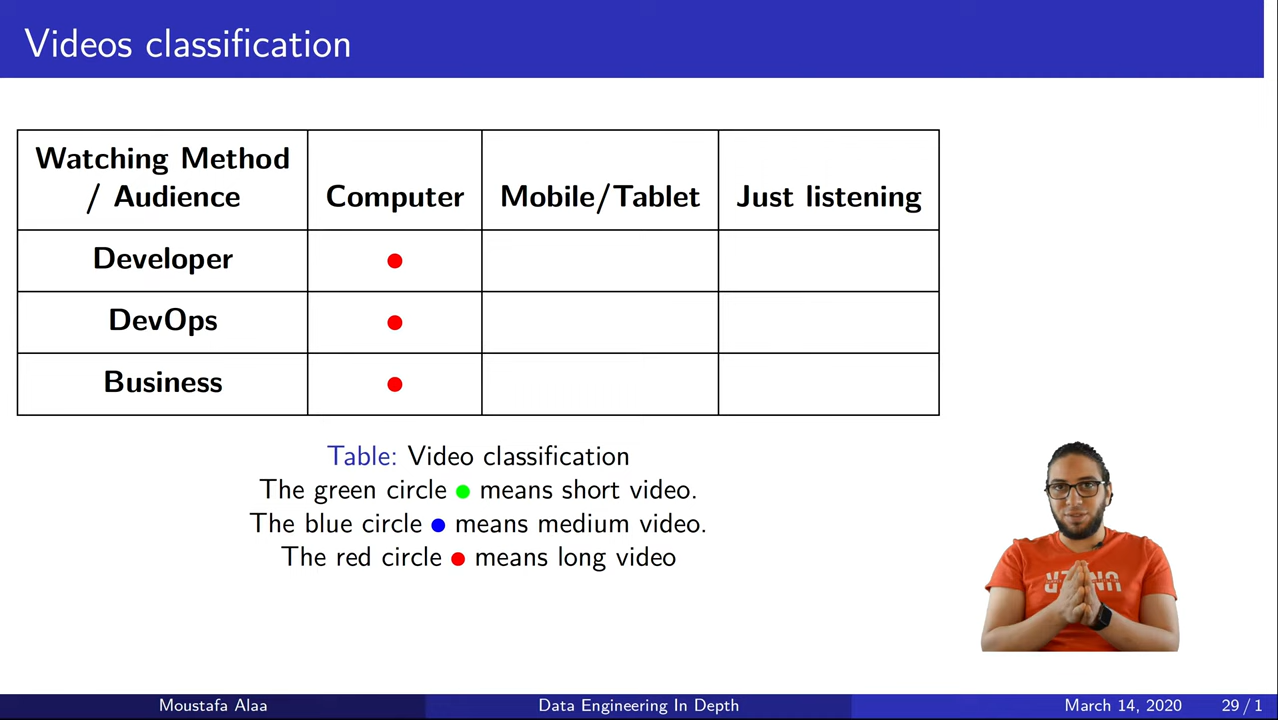 Videos classification
Watching Method
/ Audience
Computer
Mobile/Tablet
Just listening
Developer
DevOps
Business
Table: Video classification
The green circle ● means short video.
The blue circle ● means medium video.
The red circle ● means long video
Moustafa Alaa
Data Engineering In Depth
March 14, 2020
29 / 1